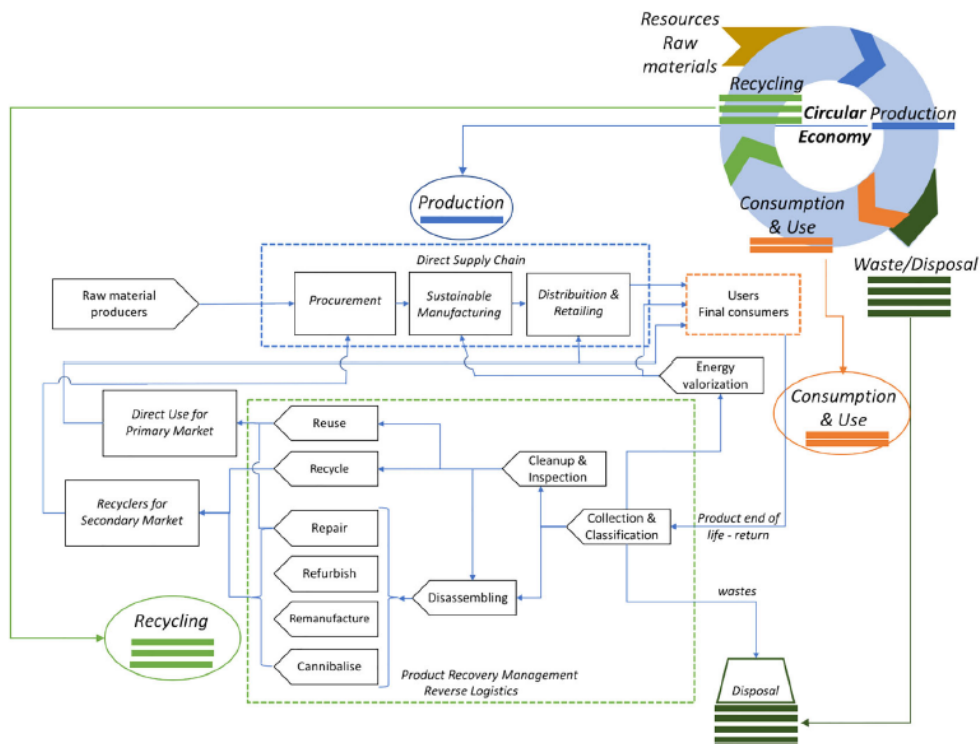 Resources
Raw
materials
Recycling
Circular
Economy
Production
Consumption
& Use
Waste/Disposal
Production
Direct Supply Chain
Raw material
producers
Procurement
Sustainable
Manufacturing
Distribuition &
Retailing
Users
Final consumers
Energy
valorization
Consumption
& Use
Direct Use for
Primary Market
Reuse
Recycle
Cleanup &
Inspection
Recyclers for
Secondary Market
Repair
Collection &
Classification
Product end of
life - return
Refurbish
Disassembling
wastes
Remanufacture
Recycling
Cannibalise
Product Recovery Management
Reverse Logistics
Disposal